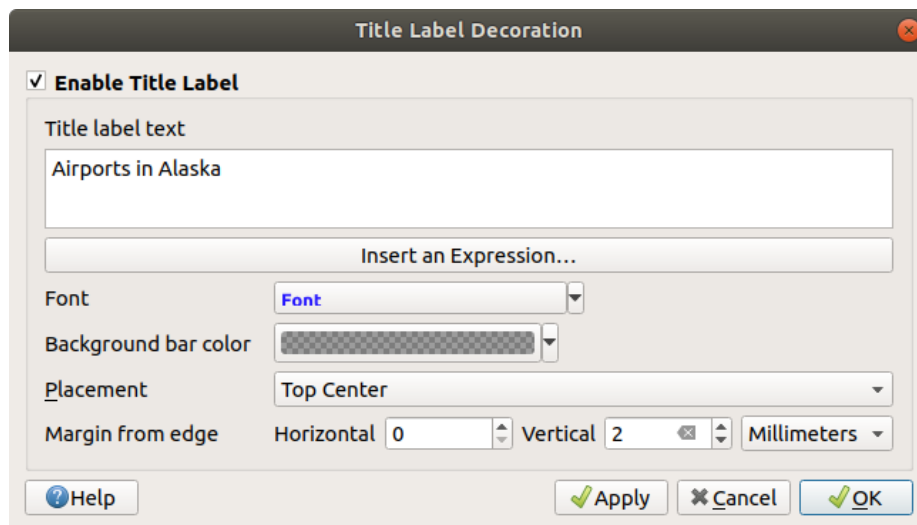 Title Label Decoration
Enable Title Label
Title label text
Airports in Alaska
Insert an Expression...
Font Font
Background bar color
Placement Top Center
Margin from edge Horizontal 0 Vertical 2 Millimeters
Help Apply Cancel OK